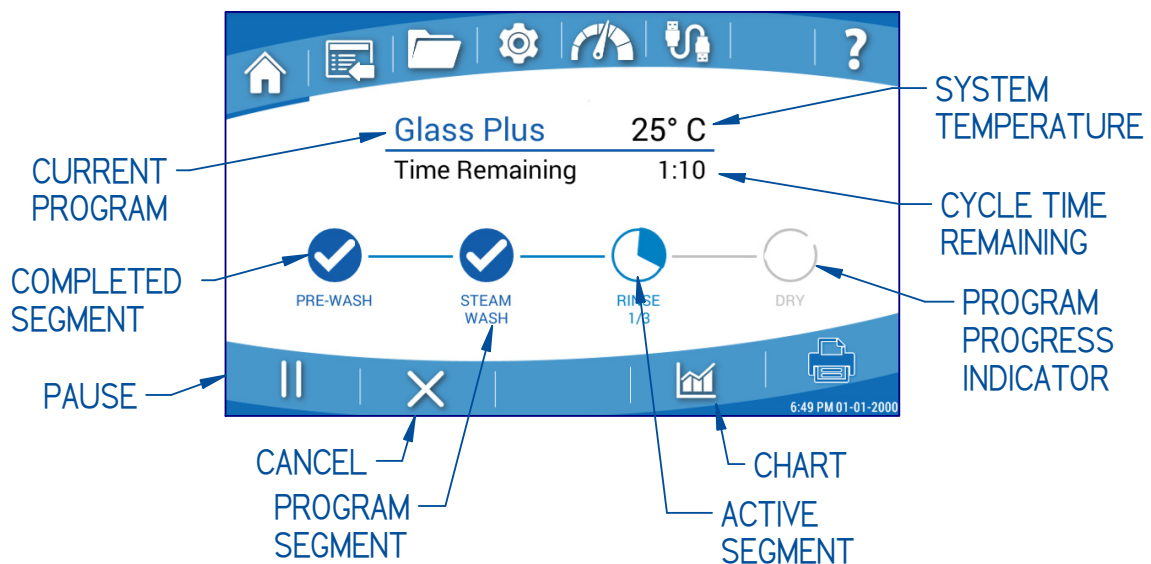 ?
SYSTEM
TEMPERATURE
Glass Plus 25° C
Time Remaining 1:10
CURRENT
PROGRAM
CYCLE TIME
REMAINING
COMPLETED
SEGMENT
PRE-WASH
STEAM
WASH
RINSE
1/3
DRY
PROGRAM
PROGRESS
INDICATOR
PAUSE
6:49 PM 01-01-2000
CANCEL
CHART
PROGRAM
SEGMENT
ACTIVE
SEGMENT